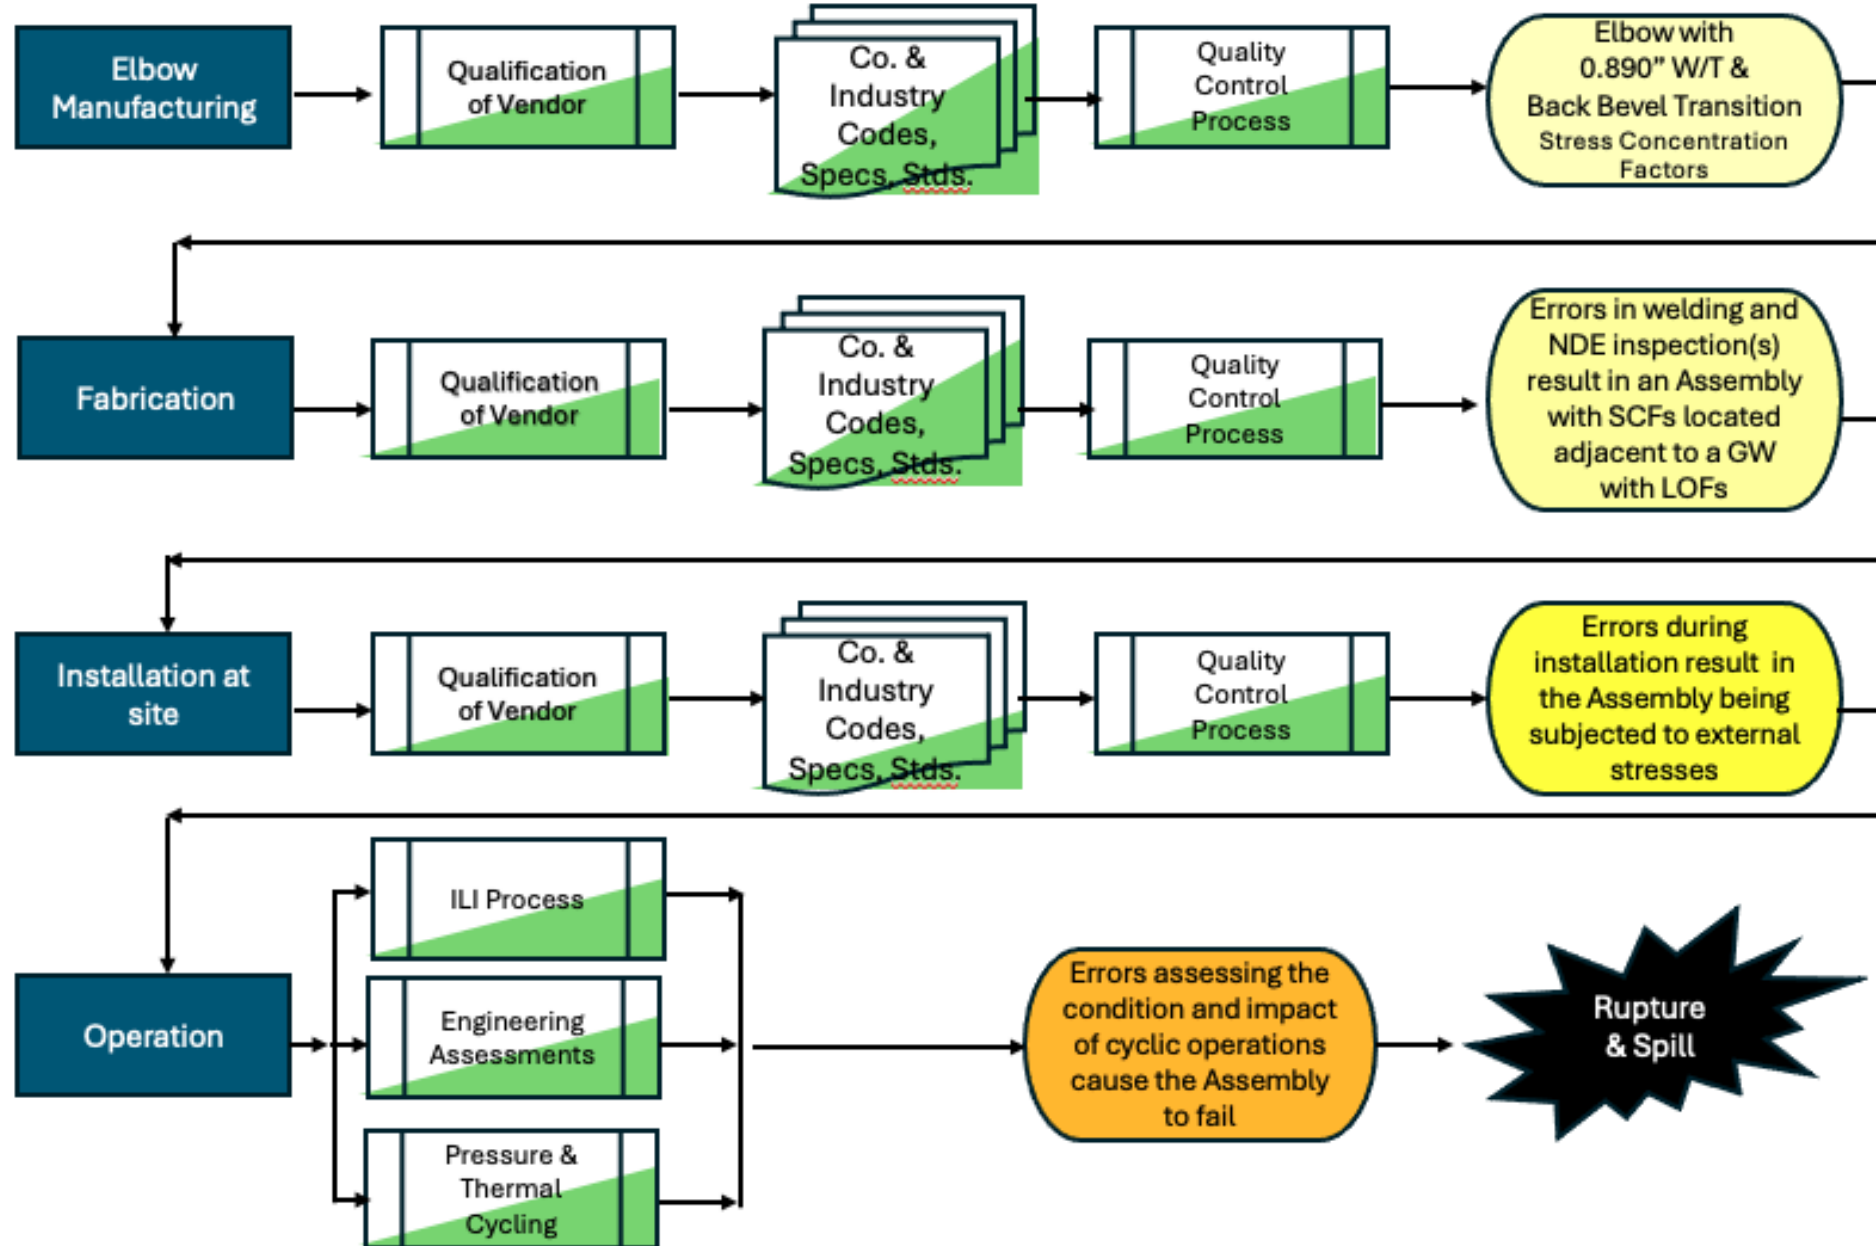 Elbow
Manufacturing
Qualification
of Vendor
Co. &
Industry
Codes,
Specs, Stds.
Quality
Control
Process
Elbow with
0.890” W/T &
Back Bevel Transition
Stress Concentration
Factors
Fabrication
Qualification
of Vendor
Co. &
Industry
Codes,
Specs, Stds.
Quality
Control
Process
Errors in welding and
NDE inspection(s)
result in an Assembly
with SCFs located
adjacent to a GW
with LOFs
Installation at
site
Qualification
of Vendor
Co. &
Industry
Codes,
Specs, Stds.
Quality
Control
Process
Errors during
installation result in
the Assembly being
subjected to external
stresses
Operation
ILI Process
Engineering
Assessments
Pressure &
Thermal
Cycling
Errors assessing the
condition and impact
of cyclic operations
cause the Assembly
to fail
Rupture
& Spill